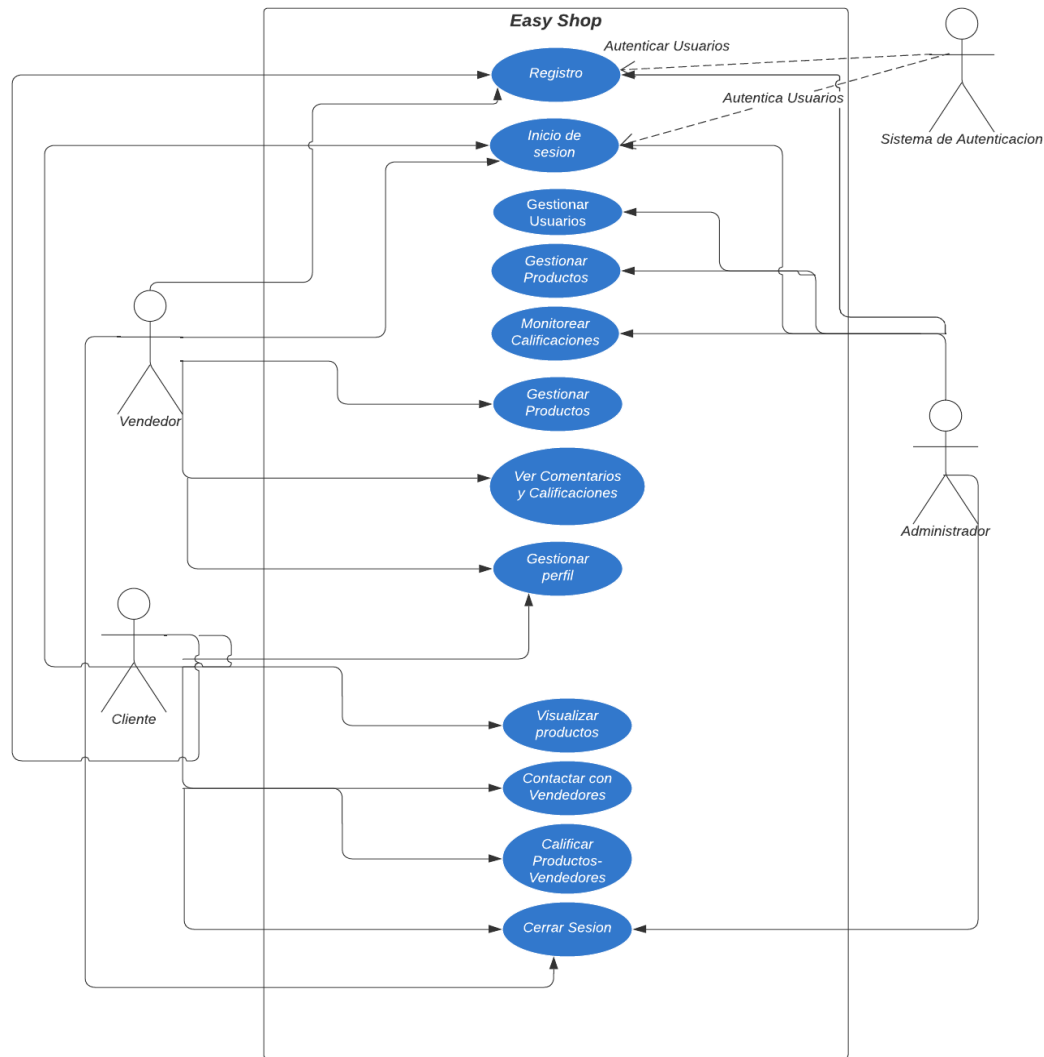 Easy Shop
Autenticar Usuarios
Registro
Autentica Usuarios
Sistema de Autenticacion
Inicio de
sesion
Gestionar
Usuarios
Gestionar
Productos
Monitorear
Calificaciones
Vendedor
Gestionar
Productos
Ver Comentarios
y Calificaciones
Administrador
Gestionar
perfil
Cliente
Visualizar
productos
Contactar con
Vendedores
Calificar
Productos-
Vendedores
Cerrar Sesion